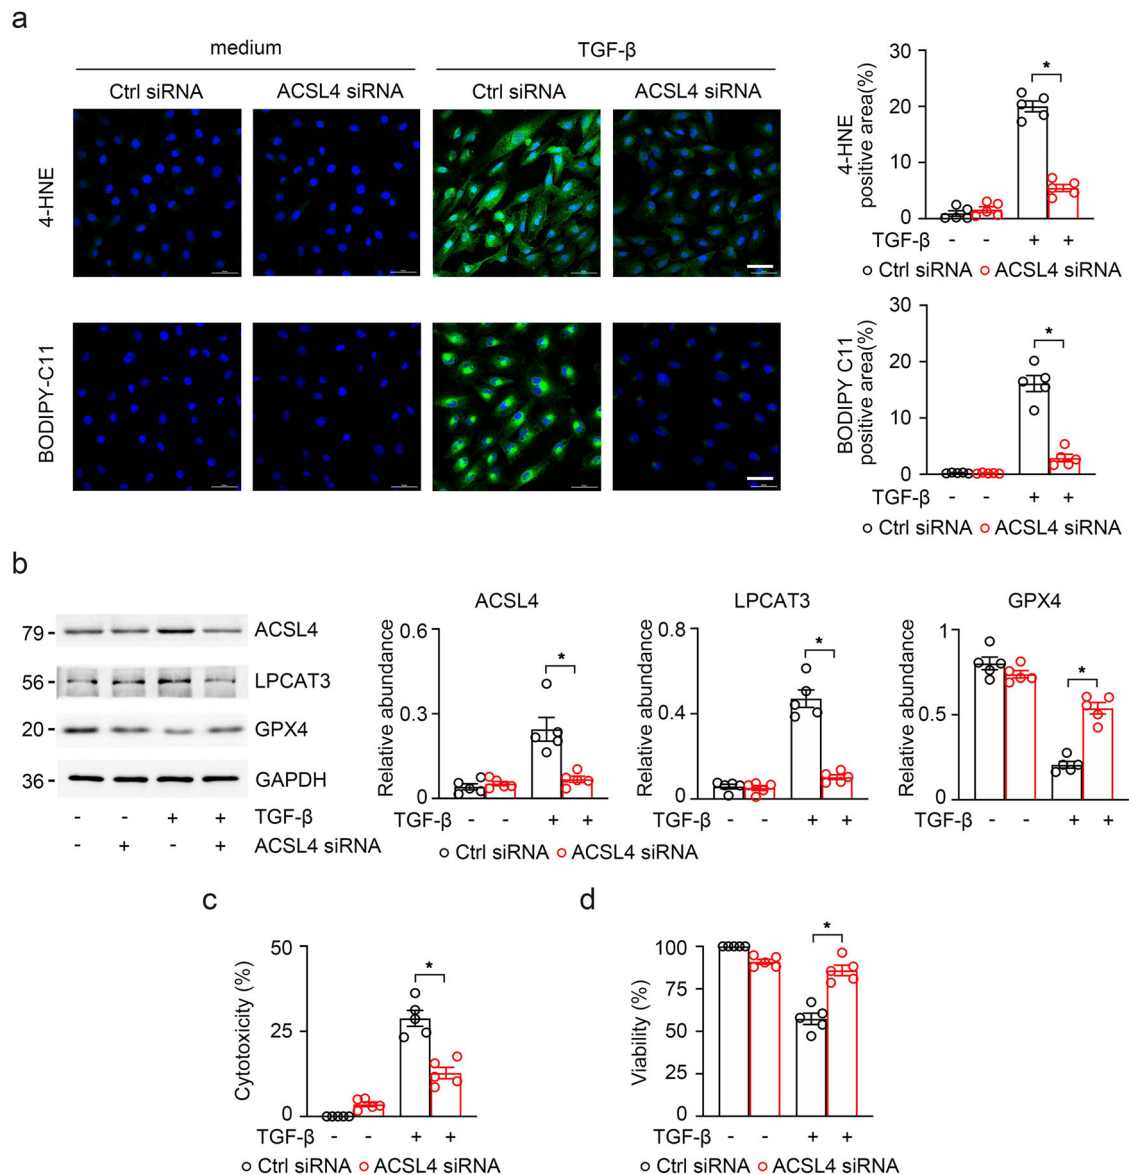 a
medium
TGF-β
Ctrl siRNA
ACSL4 siRNA
Ctrl siRNA
ACSL4 siRNA
4-HNE
BODIPY-C11
4-HNE
positive area(%)
30
20
10
0
*
TGF-β - - + +
Ctrl siRNA ACSL4 siRNA
BODIPY C11
positive area(%)
30
20
10
0
*
TGF-β - - + +
Ctrl siRNA ACSL4 siRNA
b
79 - ACSL4
56 - LPCAT3
20 - GPX4
36 - GAPDH
- - + + TGF-β
- + - + ACSL4 siRNA
ACSL4
Relative abundance
0.6
0.3
0
*
TGF-β - - + +
LPCAT3
Relative abundance
0.8
0.4
0
*
TGF-β - - + +
GPX4
Relative abundance
1
0.5
0
*
TGF-β - - + +
Ctrl siRNA ACSL4 siRNA
c
Cytotoxicity (%)
50
25
0
*
TGF-β - - + +
Ctrl siRNA ACSL4 siRNA
d
Viability (%)
100
75
50
25
0
*
TGF-β - - + +
Ctrl siRNA ACSL4 siRNA